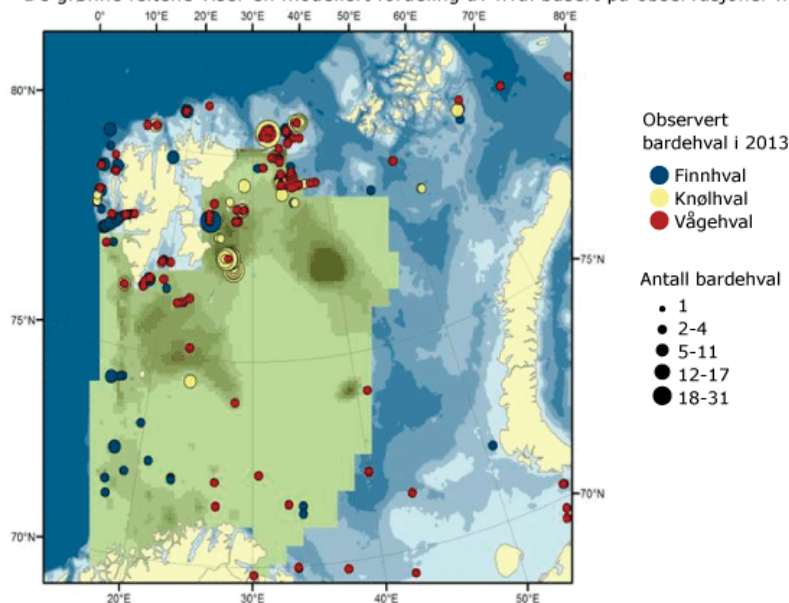 0° 10°E 20°E 30°E 40°E 50°E 60°E 70°E 80°E
80°N
75°N
75°N
70°N
70°N
20°E 30°E 40°E 50°E
Observert
bardehval i 2013
Finnhval
Knølhval
Vågehval
Antall bardehval
1
2-4
5-11
12-17
18-31